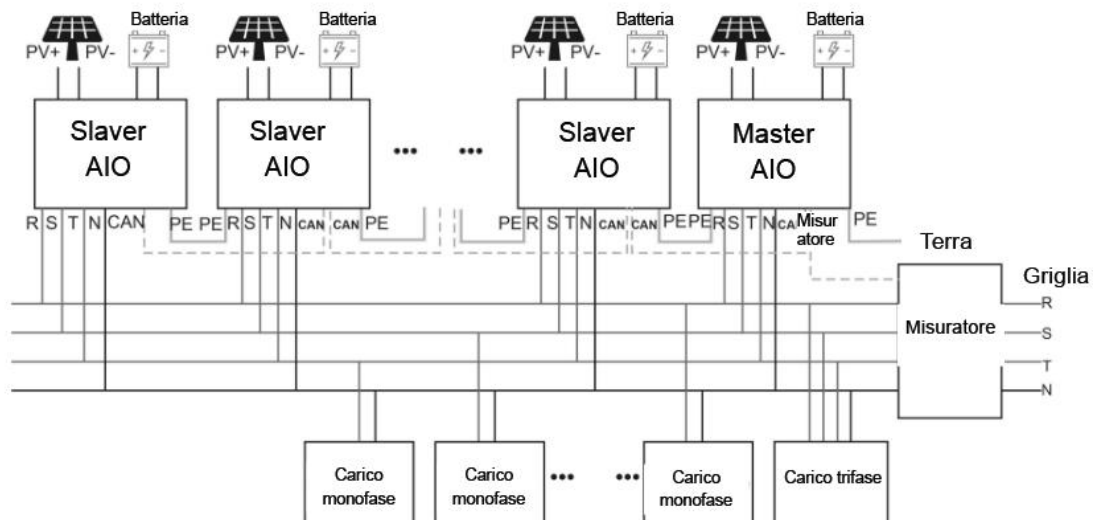 Batteria Batteria Batteria Batteria
PV+ PV- PV+ PV- PV+ PV- PV+ PV-
Slaver Slaver Slaver Master
AIO AIO ••• ••• AIO AIO
R S T N CAN PE PE R S T N CAN CAN PE PE R S T N CAN CAN PE PE R S T N CA Misur PE
atore
Terra
Griglia
R
Misuratore
S
T
N
Carico Carico ••• ••• Carico Carico trifase
monofase monofase monofase